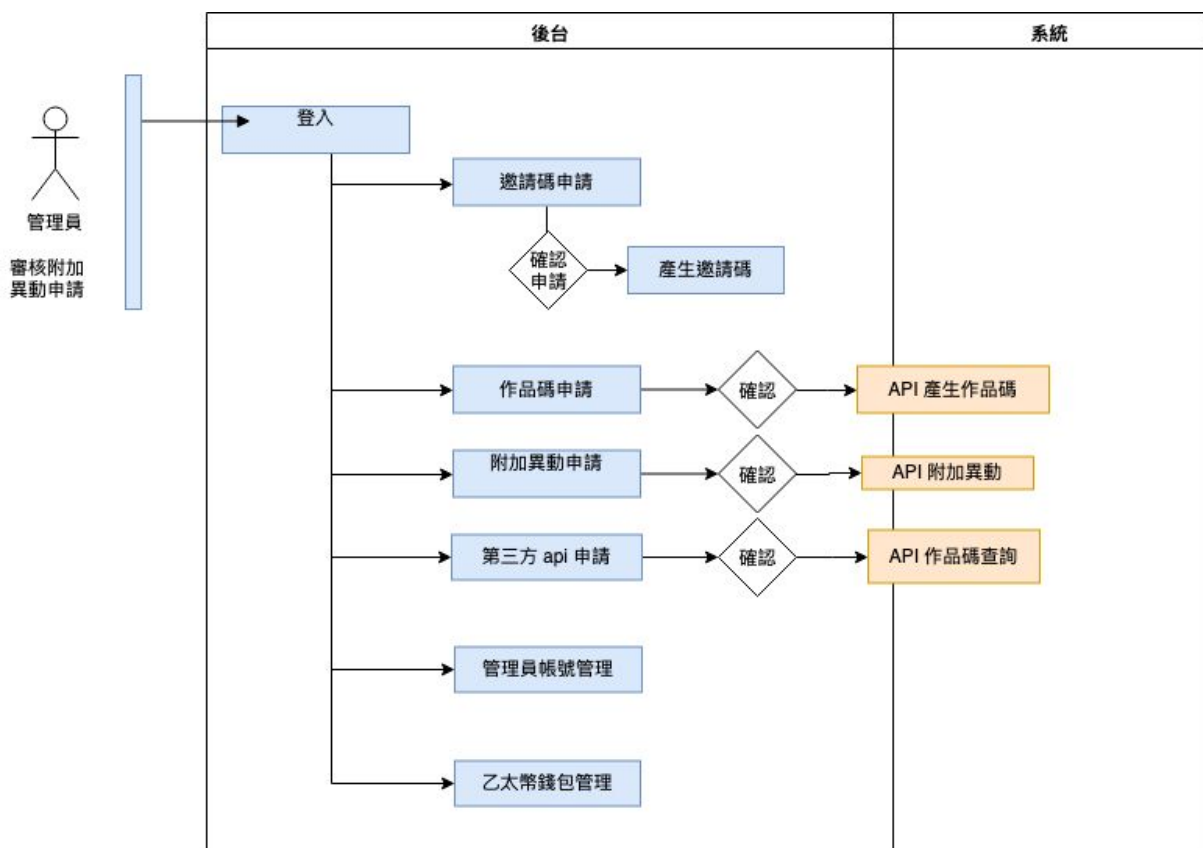 後台
系統
登入
管理員
審核附加
異動申請
邀請碼申請
確認
申請
產生邀請碼
作品碼申請
確認
API 產生作品碼
附加異動申請
確認
API 附加異動
第三方 api 申請
確認
API 作品碼查詢
管理員帳號管理
乙太幣錢包管理